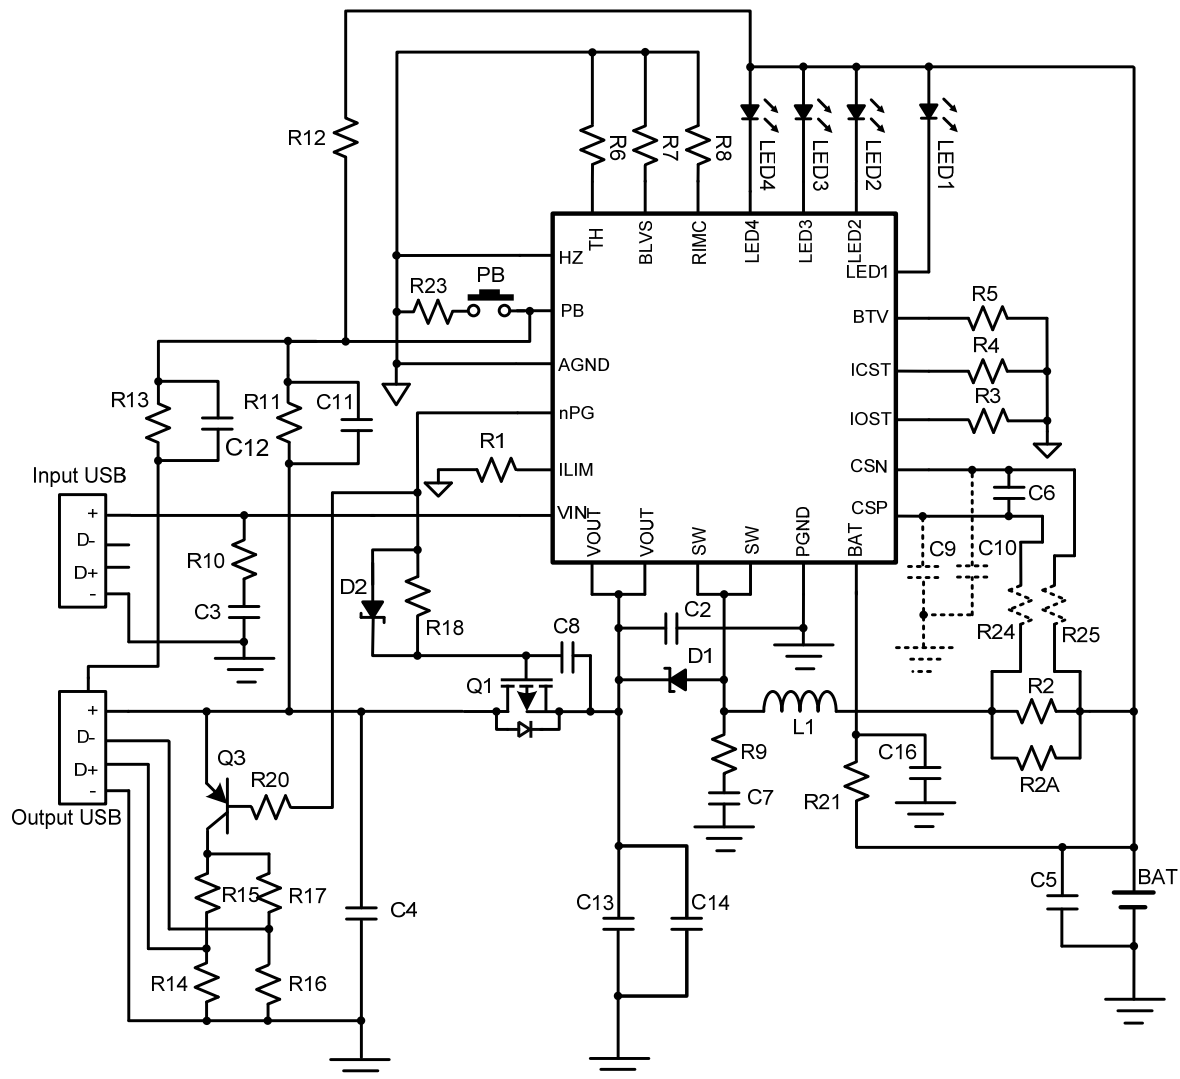 R12
R6
R7
R8
LED4
LED3
LED2
LED1
TH
BLVS
RIMC
LED4
LED3
LED2
HZ
LED1
R23
PB
PB
BTV
R5
AGND
ICST
R4
R13
C12
R11
C11
nPG
IOST
R3
R1
ILIM
CSN
C6
Input USB
+
D-
D+
-
VIN
VOUT
VOUT
SW
SW
PGND
BAT
CSP
C9
C10
R10
C3
D2
R18
C2
C8
D1
R24
R25
Q1
L1
R2
R2A
+
D-
D+
-
Output USB
Q3
R20
R9
C7
C16
R21
R15
R17
C4
C13
C14
C5
BAT
R14
R16